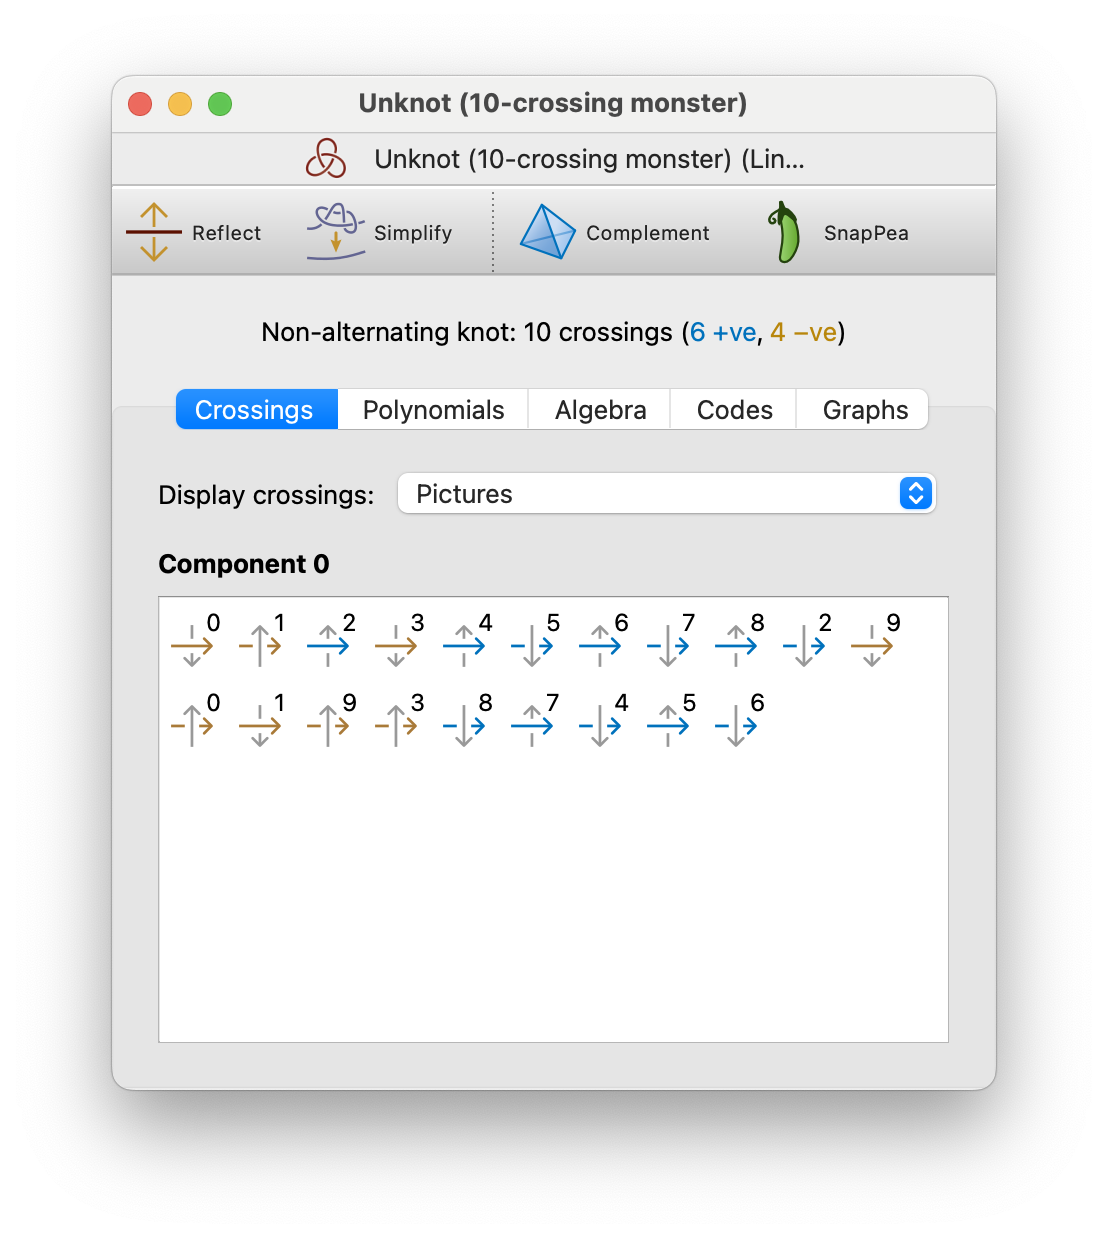 Unknot (10-crossing monster)
Unknot (10-crossing monster) (Lin...
Reflect Simplify Complement SnapPea
Non-alternating knot: 10 crossings (6 +ve, 4 −ve)
Crossings Polynomials Algebra Codes Graphs
Display crossings: Pictures
Component 0
0 1 2 3 4 5 6 7 8 2 9
0 1 9 3 8 7 4 5 6